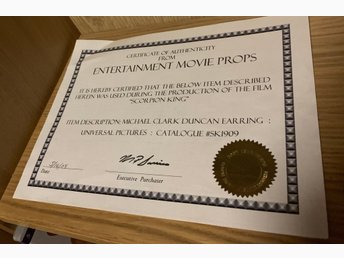 CERTIFICATE OF AUTHENTICITY
FROM
ENTERTAINMENT MOVIE PROPS
IT IS HEREBY CERTIFIED THAT THE BELOW ITEM DESCRIBED
HEREIN WAS USED DURING THE PRODUCTION OF THE FILM
"SCORPION KING"
ITEM DESCRIPTION: MICHAEL CLARK DUNCAN EARRING :
UNIVERSAL PICTURES : CATALOGUE #SK1909
Date
Executive Purchaser